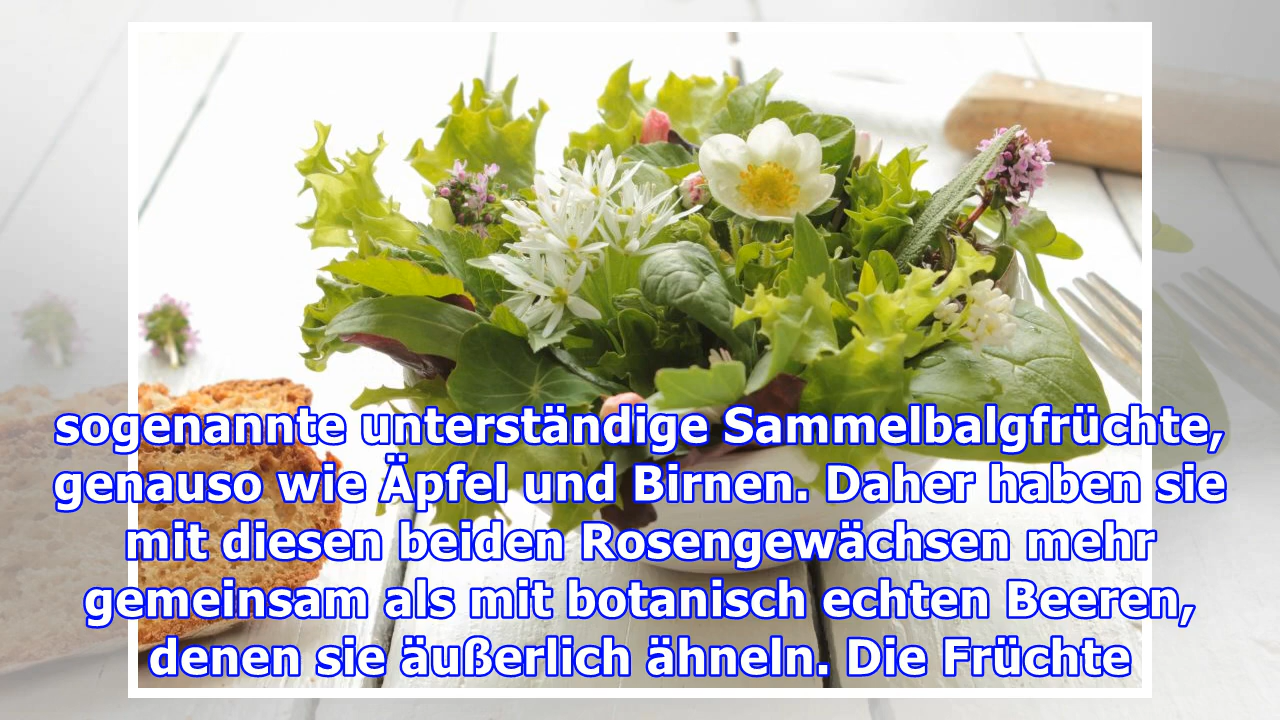 sogenannte unterständige Sammelbalgfrüchte,
genauso wie Äpfel und Birnen. Daher haben sie
mit diesen beiden Rosengewächsen mehr
gemeinsam als mit botanisch echten Beeren,
denen sie äußerlich ähneln. Die Früchte